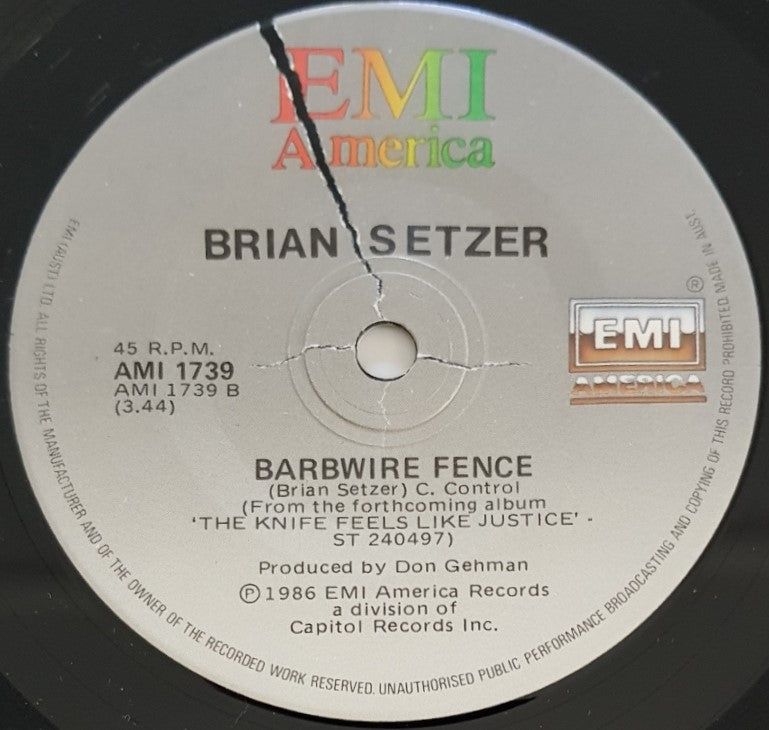 EMI
America
BRIAN SETZER
®
EMI
AMERICA
45 R.P.M.
AMI 1739
AMI 1739 B
(3.44)
BARBWIRE FENCE
(Brian Setzer) C. Control
(From the forthcoming album
'THE KNIFE FEELS LIKE JUSTICE' -
ST 240497)
Produced by Don Gehman
Ⓟ1986 EMI America Records
a division of
Capitol Records Inc.
EMI (AUST.) LTD. ALL RIGHTS OF THE MANUFACTURER AND OF THE OWNER OF THE RECORDED WORK RESERVED. UNAUTHORISED PUBLIC PERFORMANCE BROADCASTING AND COPYING OF THIS RECORD PROHIBITED. MADE IN AUST.